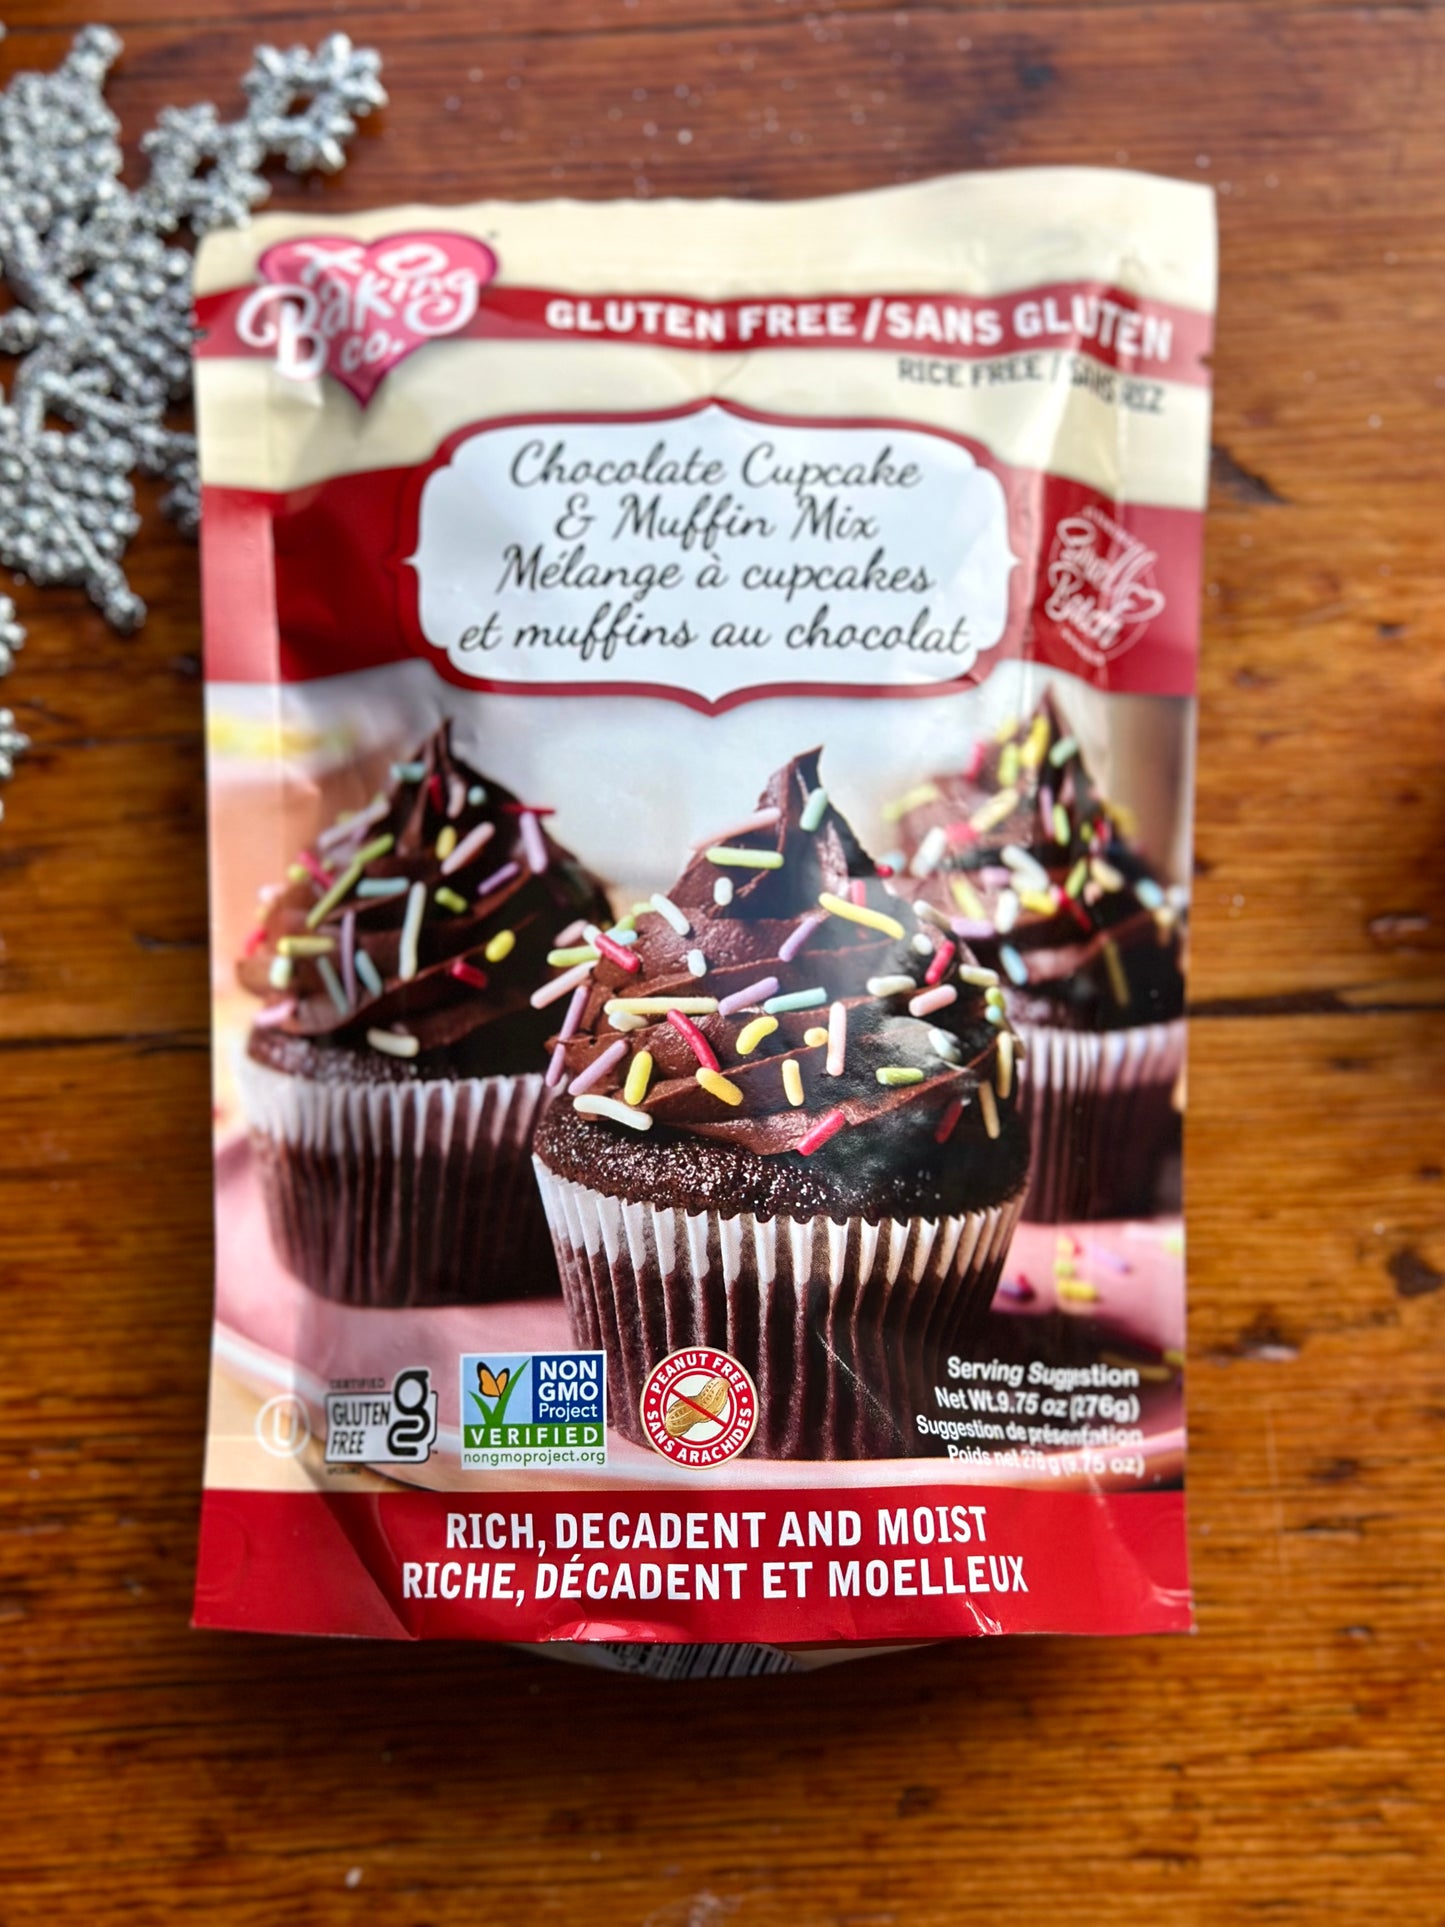 XO
Baking
CO.
GLUTEN FREE / SANS GLUTEN
RICE FREE / SANS RIZ
Chocolate Cupcake
& Muffin Mix
Mélange à cupcakes
et muffins au chocolat
Small
Batch
CERTIFIED
GLUTEN
FREE
NON
GMO
Project
VERIFIED
nongmoproject.org
PEANUT FREE
SANS ARACHIDES
U
Serving Suggestion
Net Wt.9.75 oz (276g)
Suggestion de présentation
Poids net 276 g (9.75 oz)
RICH, DECADENT AND MOIST
RICHE, DÉCADENT ET MOELLEUX